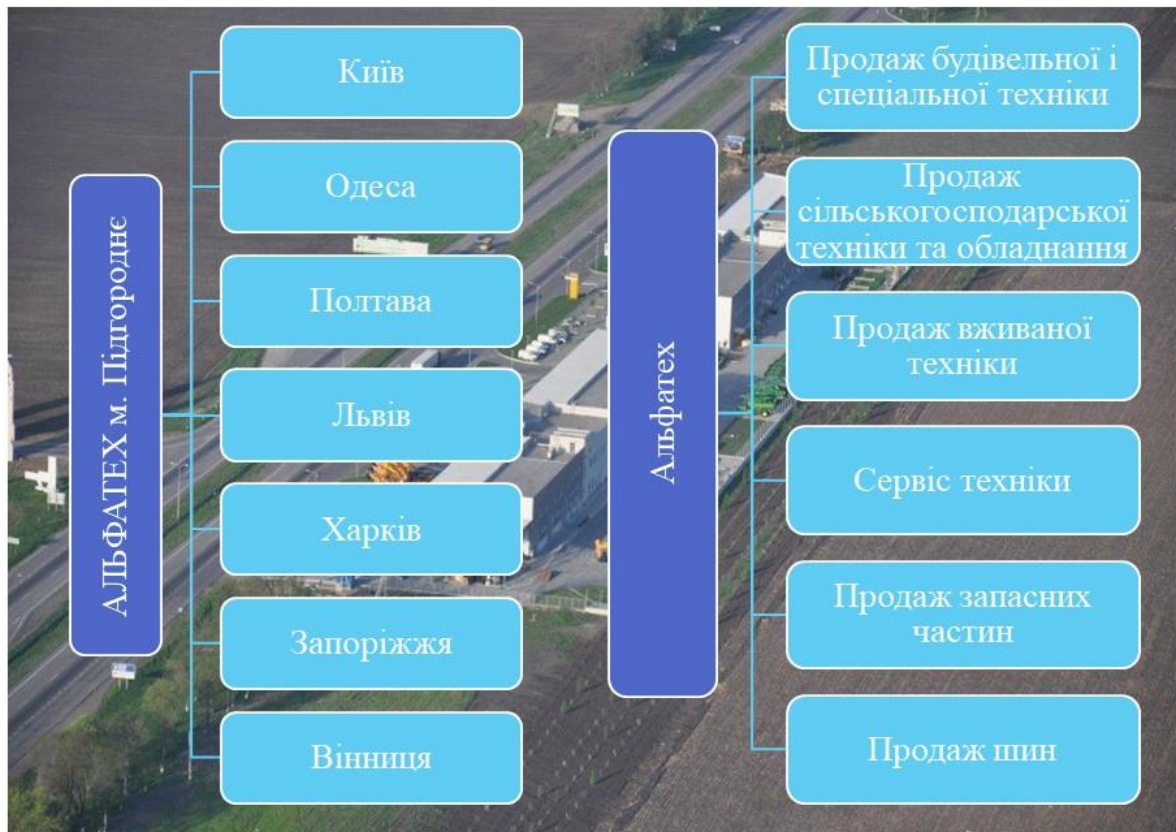 АЛЬФАТЕХ м. Підгороднє
Київ
Одеса
Полтава
Львів
Харків
Запоріжжя
Вінниця
Альфатех
Продаж будівельної і
спеціальної техніки
Продаж
сільськогосподарської
техніки та обладнання
Продаж вживаної
техніки
Сервіс техніки
Продаж запасних
частин
Продаж шин